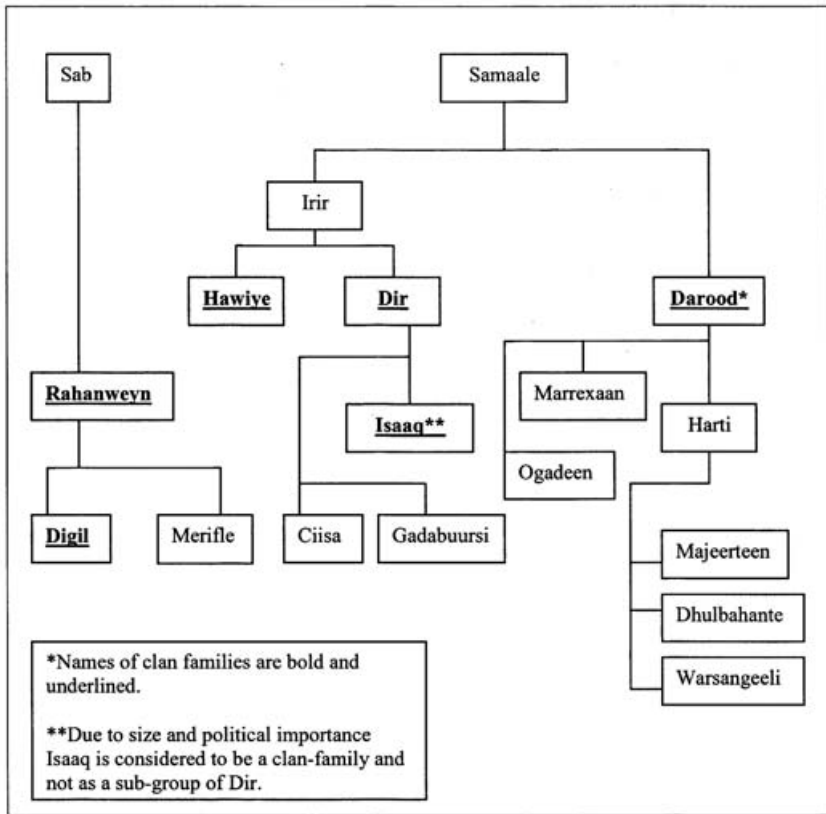 Sab
Samaale
Irir
Hawiye
Dir
Darood*
Rahanweyn
Marrexaan
Isaaq**
Harti
Ogadeen
Digil
Merifle
Ciisa
Gadabuursi
Majeerteen
Dhulbahante
Warsangeeli
*Names of clan families are bold and
underlined.
**Due to size and political importance
Isaaq is considered to be a clan-family and
not as a sub-group of Dir.